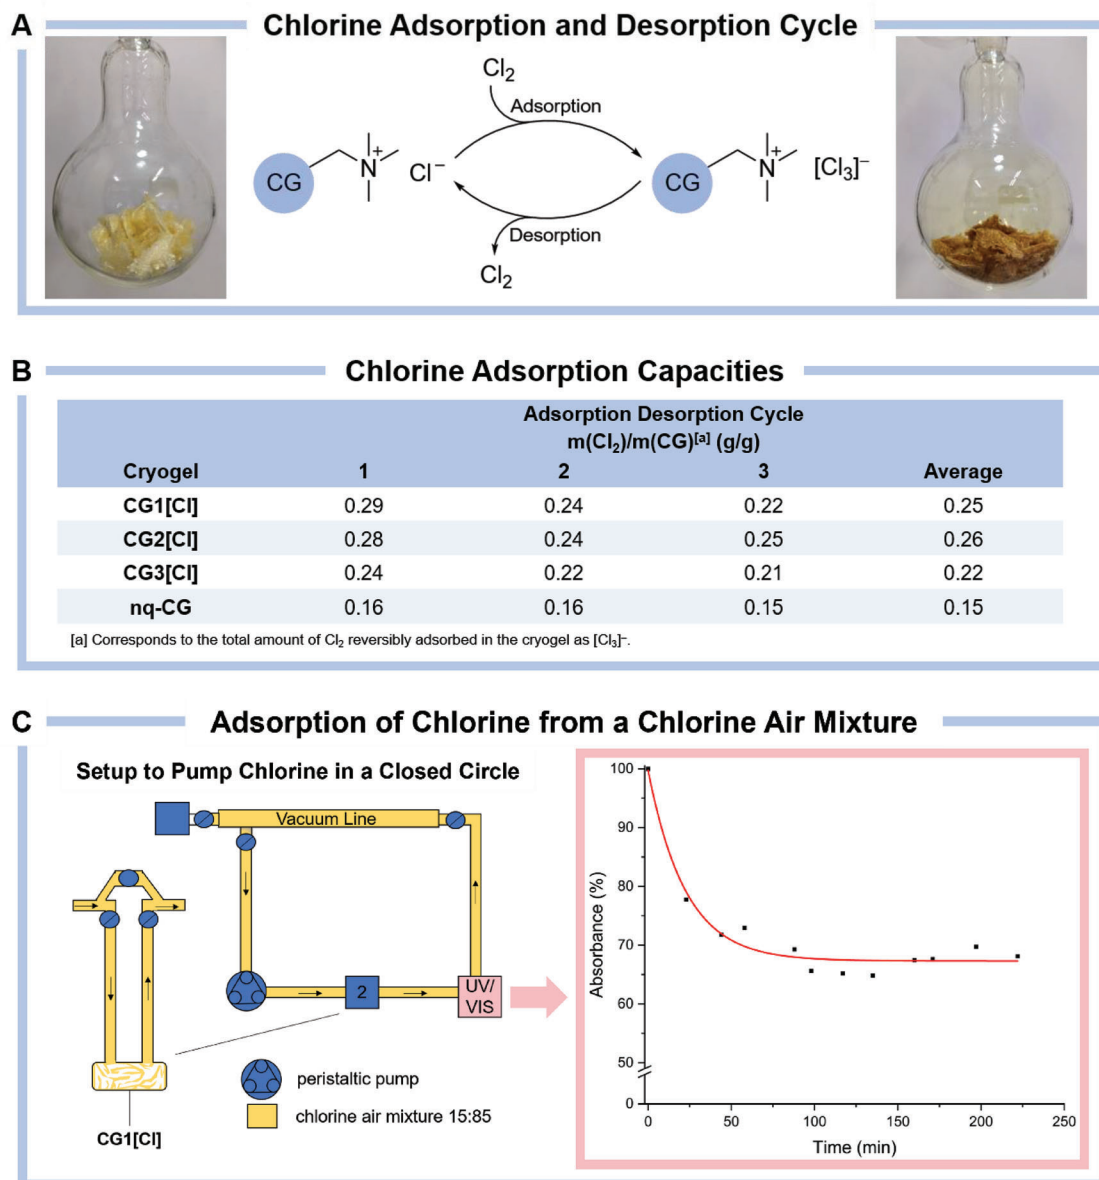 A
Chlorine Adsorption and Desorption Cycle
Cl2
Adsorption
CG
N
+
Cl−
CG
N
+
[Cl3]−
Desorption
Cl2
B
Chlorine Adsorption Capacities
Adsorption Desorption Cycle
m(Cl2)/m(CG)[a] (g/g)
Cryogel 1 2 3 Average
CG1[Cl] 0.29 0.24 0.22 0.25
CG2[Cl] 0.28 0.24 0.25 0.26
CG3[Cl] 0.24 0.22 0.21 0.22
nq-CG 0.16 0.16 0.15 0.15
[a] Corresponds to the total amount of Cl2 reversibly adsorbed in the cryogel as [Cl3]−.
C
Adsorption of Chlorine from a Chlorine Air Mixture
Setup to Pump Chlorine in a Closed Circle
Vacuum Line
2
UV/
VIS
peristaltic pump
chlorine air mixture 15:85
CG1[Cl]
100
90
80
70
60
50
0
Absorbance (%)
0 50 100 150 200 250
Time (min)